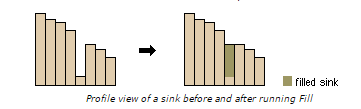 filled sink
Profile view of a sink before and after running Fill